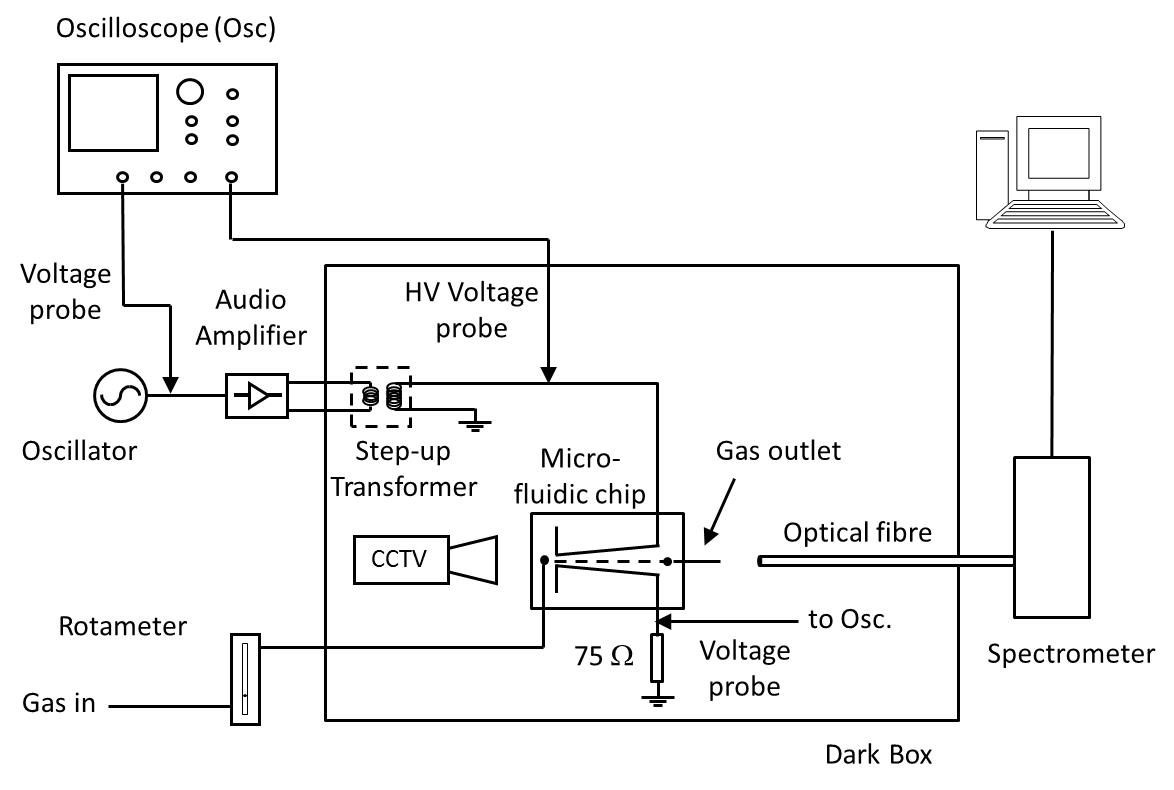 Oscilloscope (Osc)
Voltage
probe
Audio
Amplifier
HV Voltage
probe
Oscillator
Step-up
Transformer
Micro-
fluidic chip
Gas outlet
Optical fibre
CCTV
Rotameter
to Osc.
75 Ω
Voltage
probe
Spectrometer
Gas in
Dark Box